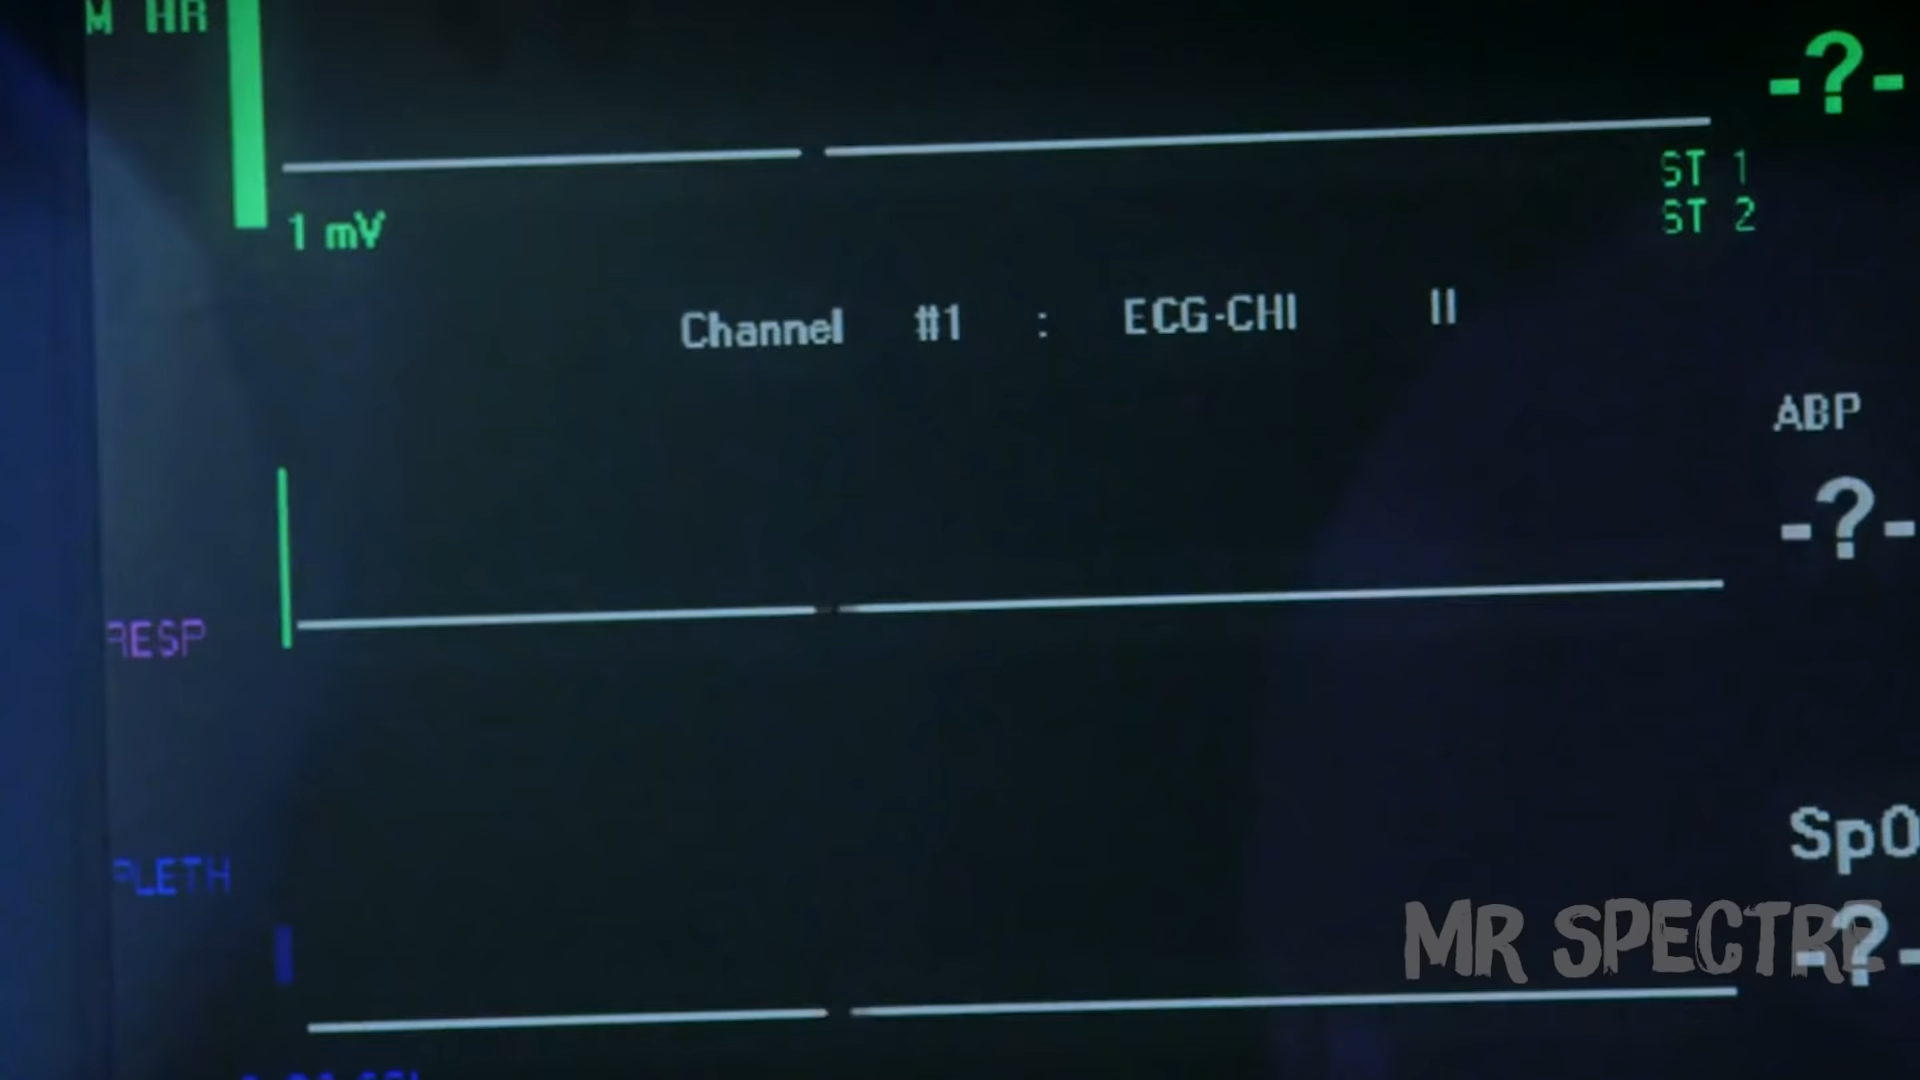 M HR
-?-
1 mV
ST 1
ST 2
Channel #1 : ECG-CHI II
ABP
-?-
RESP
PLETH
SpO
MR SPECTRE
-?-